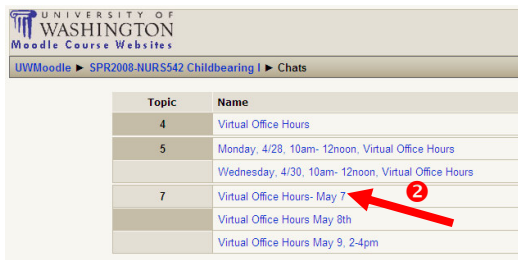 UNIVERSITY OF
WASHINGTON
Moodle Course Websites
UWMoodle ► SPR2008-NURS542 Childbearing I ► Chats
Topic Name
4 Virtual Office Hours
5 Monday, 4/28, 10am- 12noon, Virtual Office Hours
Wednesday, 4/30, 10am- 12noon, Virtual Office Hours
7 Virtual Office Hours- May 7
2
Virtual Office Hours May 8th
Virtual Office Hours May 9, 2-4pm